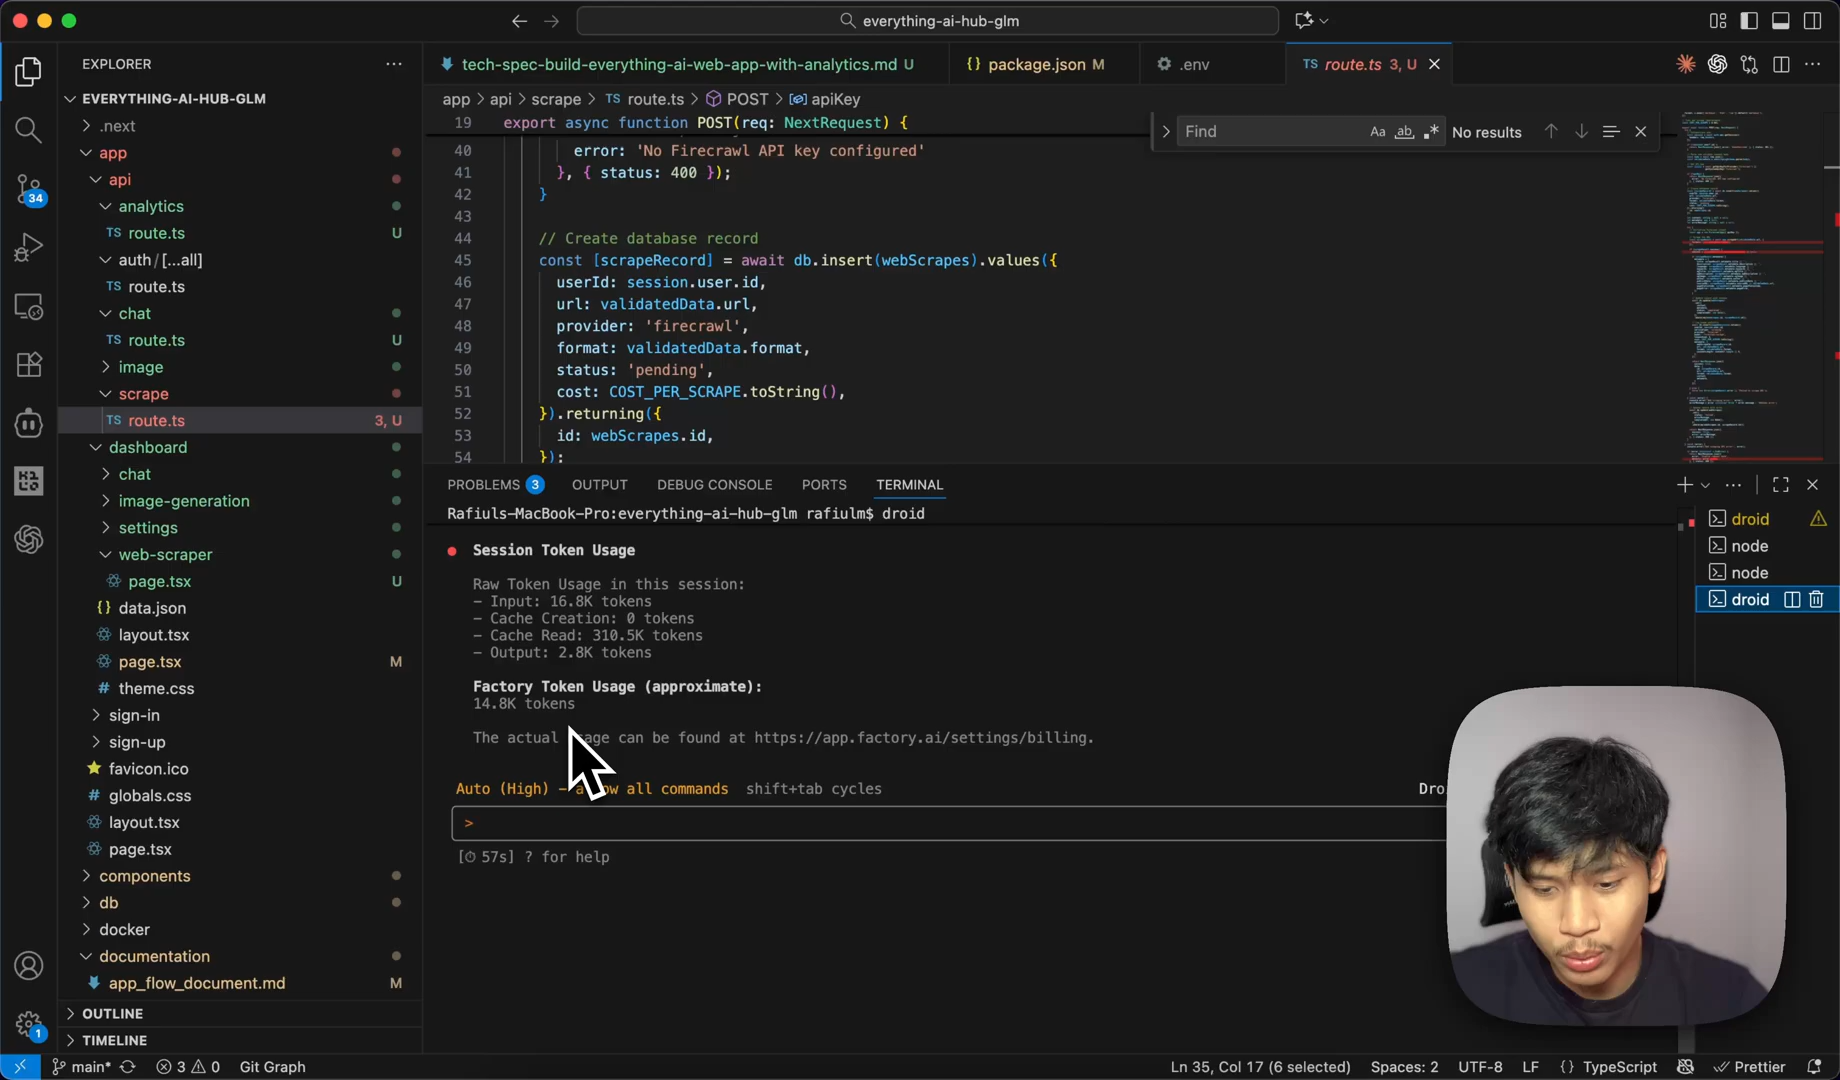 everything-ai-hub-glm
EXPLORER
EVERYTHING-AI-HUB-GLM
.next
app
api
analytics
TS route.ts U
auth/[...all]
TS route.ts
chat
TS route.ts U
image
scrape
TS route.ts 3, U
dashboard
chat
image-generation
settings
web-scraper
page.tsx U
{} data.json
layout.tsx
page.tsx M
# theme.css
sign-in
sign-up
favicon.ico
# globals.css
layout.tsx
page.tsx
components
db
docker
documentation
app_flow_document.md M
OUTLINE
TIMELINE
34
1
tech-spec-build-everything-ai-web-app-with-analytics.md U
{} package.json M
.env
TS route.ts 3, U
app > api > scrape > TS route.ts > POST > apiKey
19 export async function POST(req: NextRequest) {
Find Aa ab .* No results
40 error: 'No Firecrawl API key configured'
41 }, { status: 400 });
42 }
43
44 // Create database record
45 const [scrapeRecord] = await db.insert(webScrapes).values({
46 userId: session.user.id,
47 url: validatedData.url,
48 provider: 'firecrawl',
49 format: validatedData.format,
50 status: 'pending',
51 cost: COST_PER_SCRAPE.toString(),
52 }).returning({
53 id: webScrapes.id,
54 });
PROBLEMS 3 OUTPUT DEBUG CONSOLE PORTS TERMINAL
Rafiuls-MacBook-Pro:everything-ai-hub-glm rafiulm$ droid
Session Token Usage
Raw Token Usage in this session:
- Input: 16.8K tokens
- Cache Creation: 0 tokens
- Cache Read: 310.5K tokens
- Output: 2.8K tokens
Factory Token Usage (approximate):
14.8K tokens
The actual usage can be found at https://app.factory.ai/settings/billing.
Auto (High) - allow all commands shift+tab cycles
>
[57s] ? for help
droid
node
node
droid
main* 3 0 Git Graph
Ln 35, Col 17 (6 selected) Spaces: 2 UTF-8 LF {} TypeScript Prettier